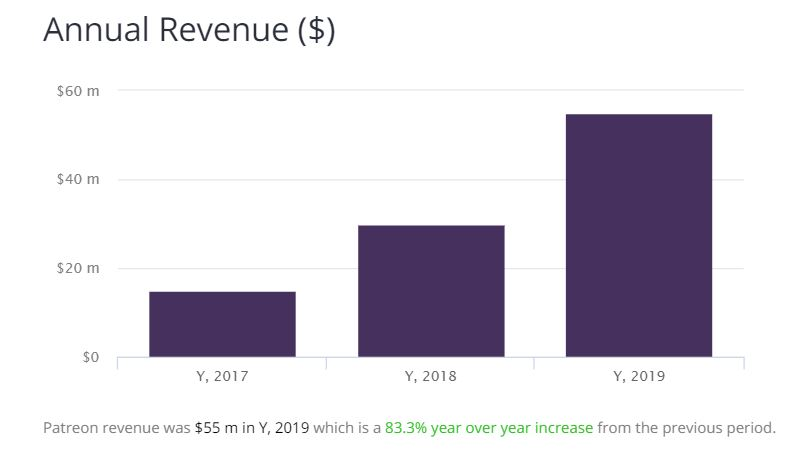 Annual Revenue ($)
$60 m
$40 m
$20 m
$0
Y, 2017 Y, 2018 Y, 2019
Patreon revenue was $55 m in Y, 2019 which is a 83.3% year over year increase from the previous period.